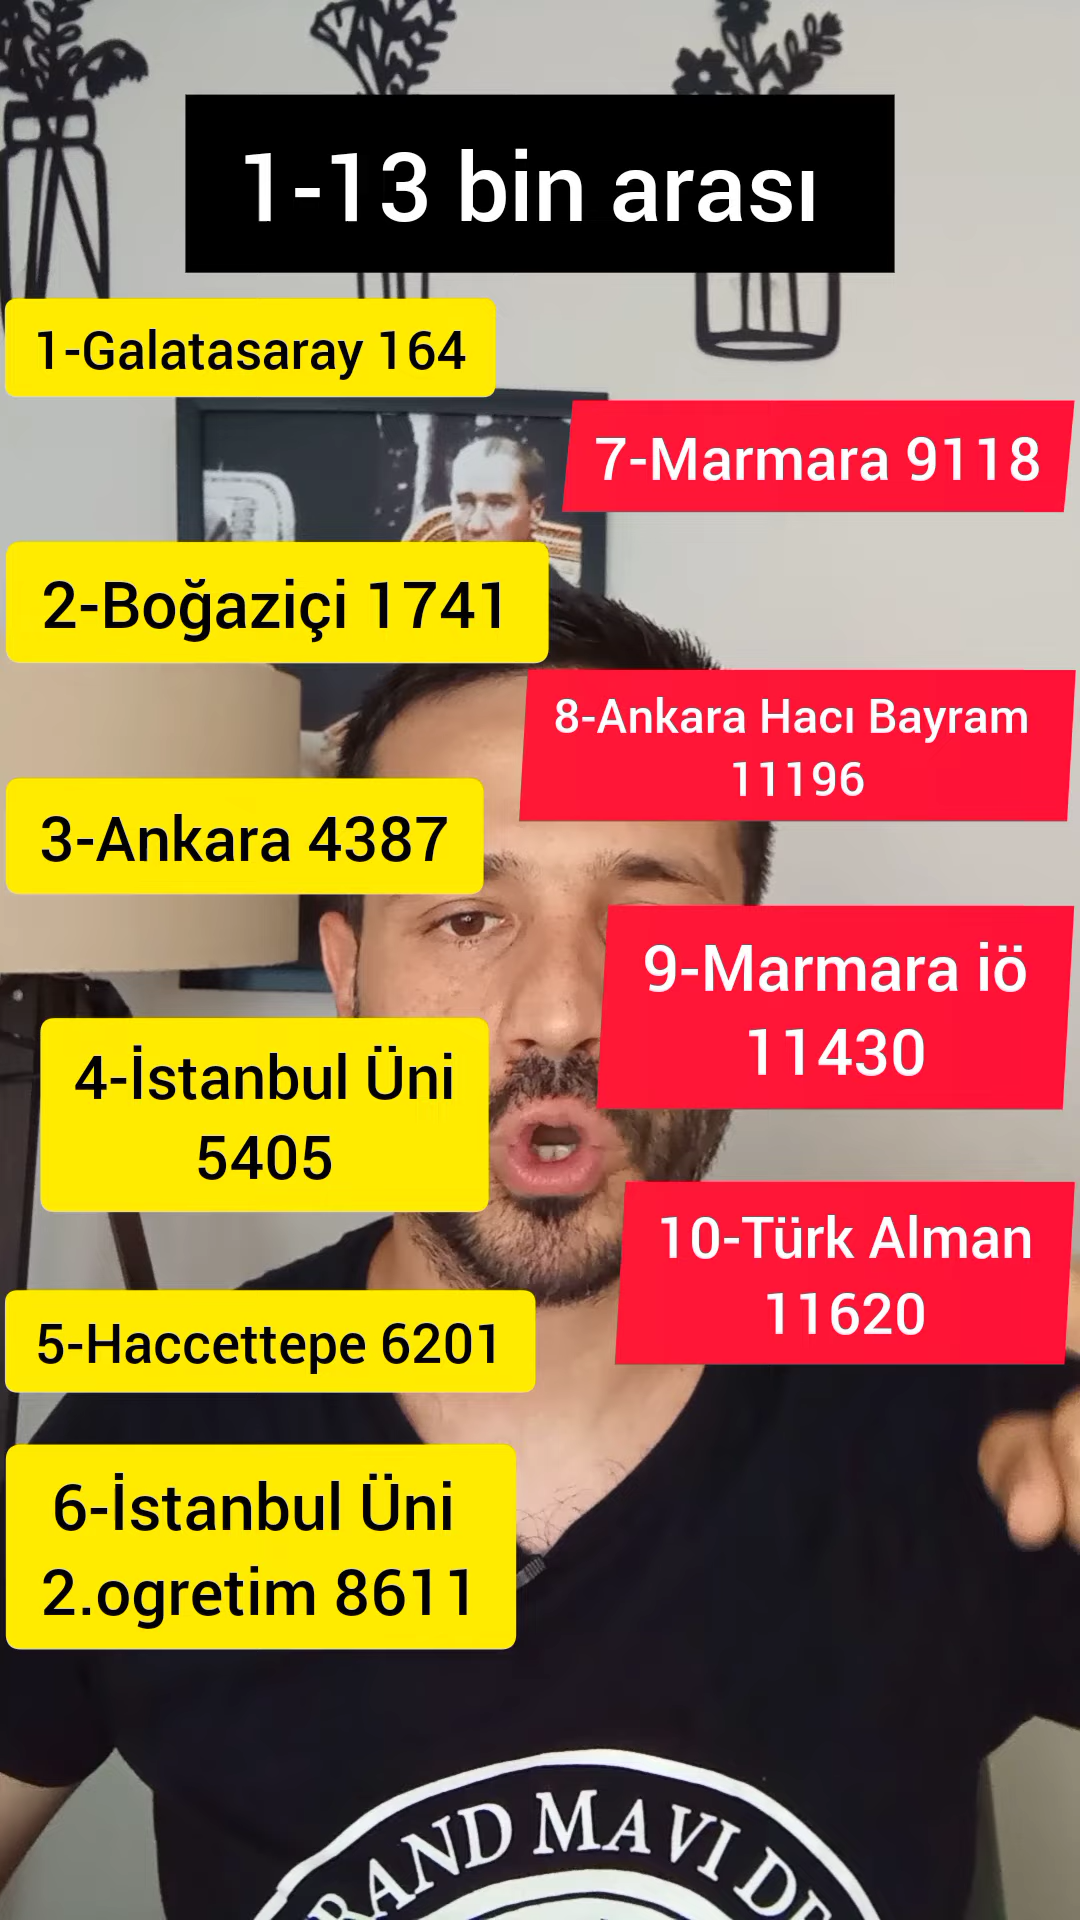 1-13 bin arası
1-Galatasaray 164
2-Boğaziçi 1741
3-Ankara 4387
4-İstanbul Üni
5405
5-Haccettepe 6201
6-İstanbul Üni
2.ogretim 8611
7-Marmara 9118
8-Ankara Hacı Bayram
11196
9-Marmara iö
11430
10-Türk Alman
11620
MAVI